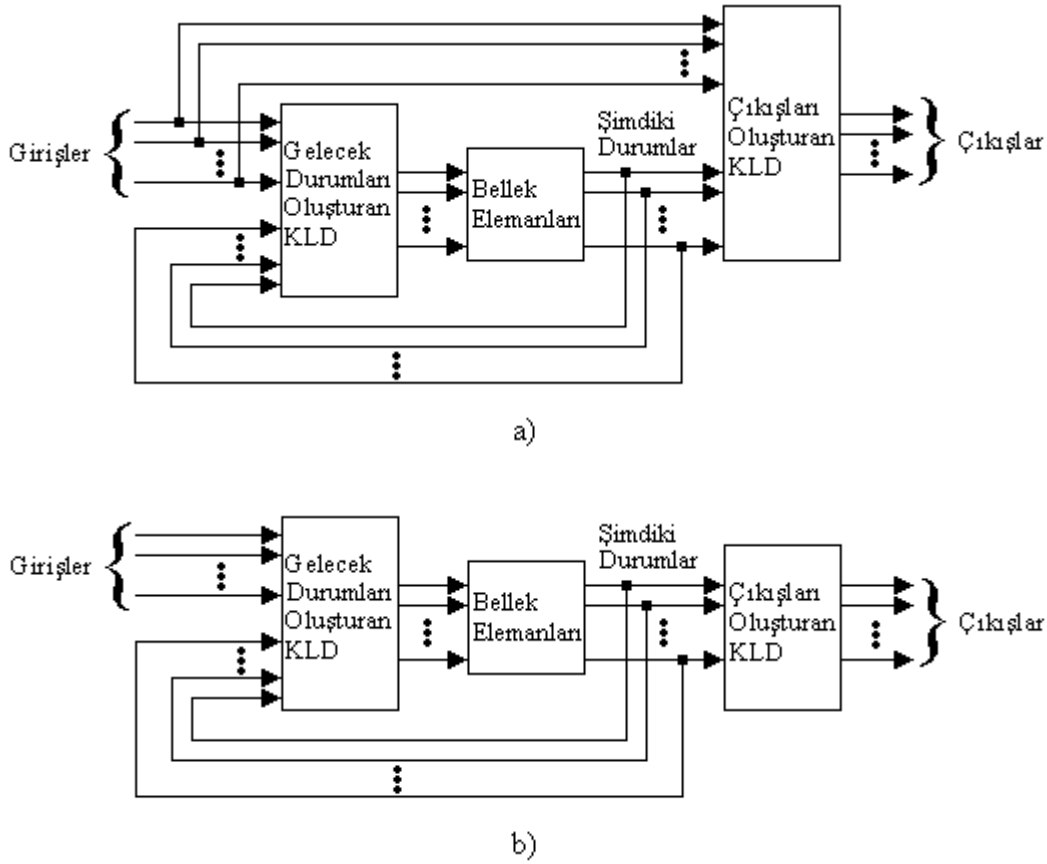 Girişler
Gelecek
Durumları
Oluşturan
KLD
Bellek
Elemanları
Şimdiki
Durumlar
Çıkışları
Oluşturan
KLD
Çıkışlar
a)
Girişler
Gelecek
Durumları
Oluşturan
KLD
Bellek
Elemanları
Şimdiki
Durumlar
Çıkışları
Oluşturan
KLD
Çıkışlar
b)